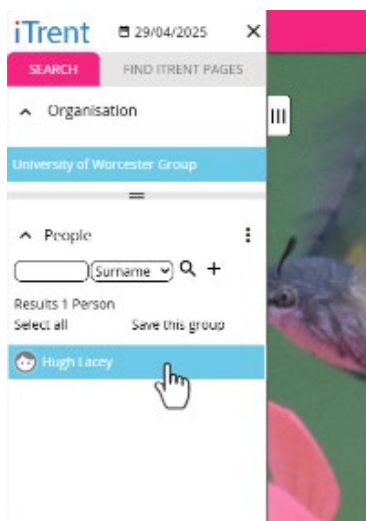 iTrent 29/04/2025 X
SEARCH FIND ITRENT PAGES
Organisation
University of Worcester Group
People
Surname
Results 1 Person
Select all Save this group
Hugh Lacey